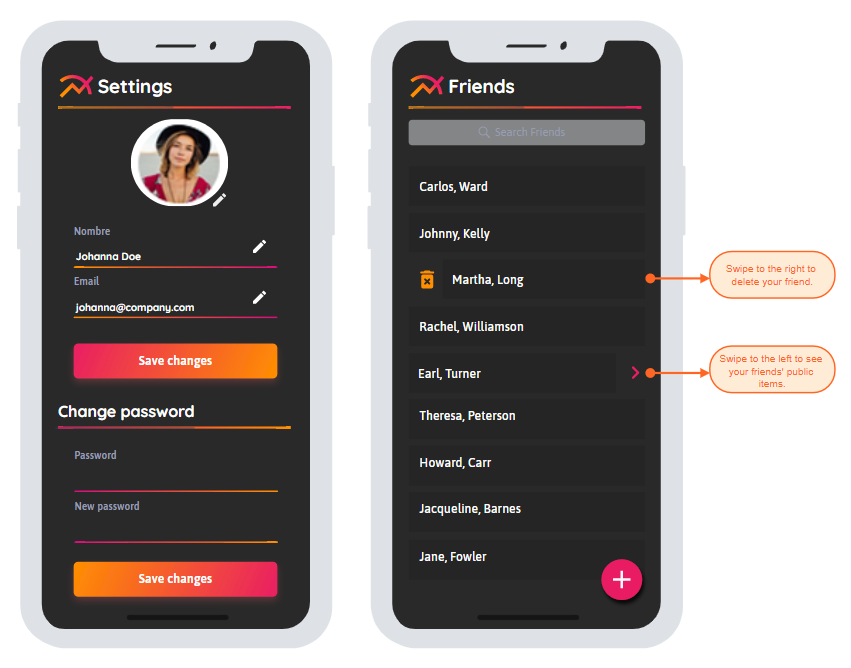 Settings
Nombre
Johanna Doe
Email
johanna@company.com
Save changes
Change password
Password
New password
Save changes
Friends
Search Friends
Carlos, Ward
Johnny, Kelly
Martha, Long
Rachel, Williamson
Earl, Turner
Theresa, Peterson
Howard, Carr
Jacqueline, Barnes
Jane, Fowler
Swipe to the right to
delete your friend.
Swipe to the left to see
your friends' public
items.